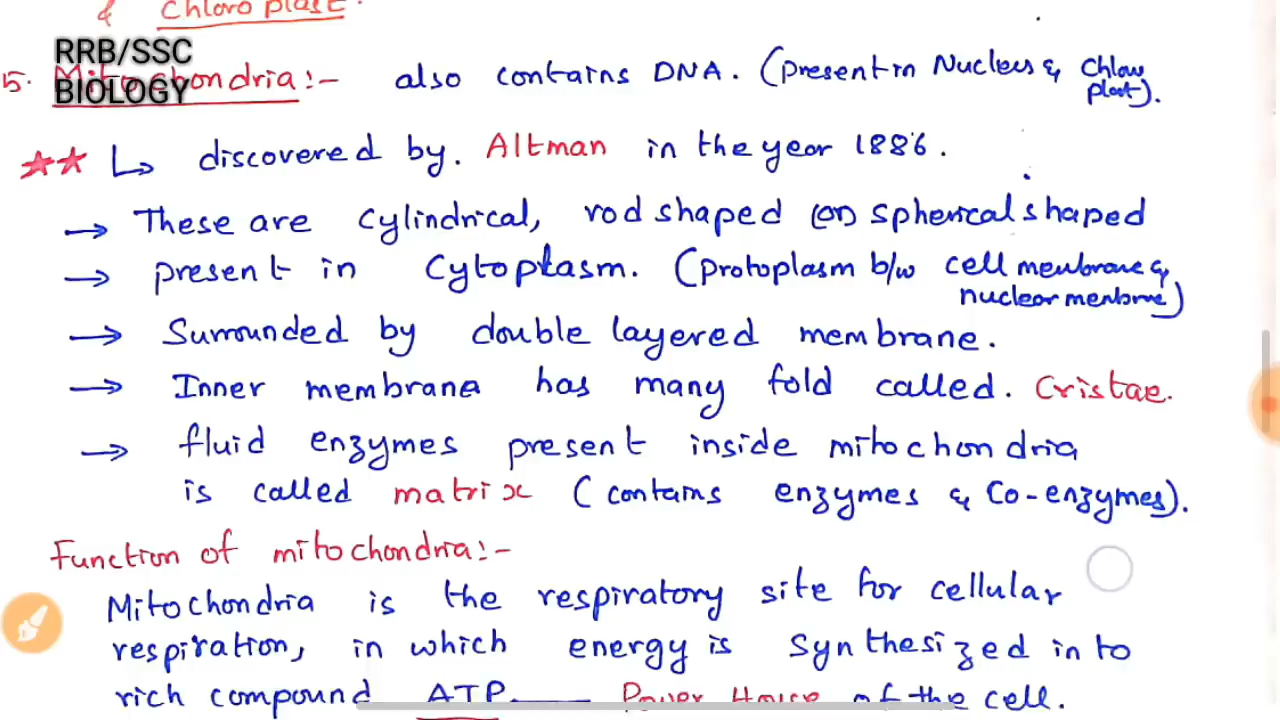 & Chloroplast.
RRB/SSC
BIOLOGY
15. Mitochondria:- also contains DNA. (Present in Nucleus & Chloro
plast).
★★ ↳ discovered by. Altman in the year 1886.
→ These are cylindrical, rod shaped (or) spherical shaped
→ present in Cytoplasm. (Protoplasm b/w cell membrane &
nuclear membrne)
→ Surrounded by double layered membrane.
→ Inner membrane has many fold called. Cristae.
→ fluid enzymes present inside mitochondria
is called matrix (contains enzymes & Co-enzymes).
Function of mitochondria:-
Mitochondria is the respiratory site for cellular
respiration, in which energy is synthesized in to
rich compound ATP Power House of the cell.